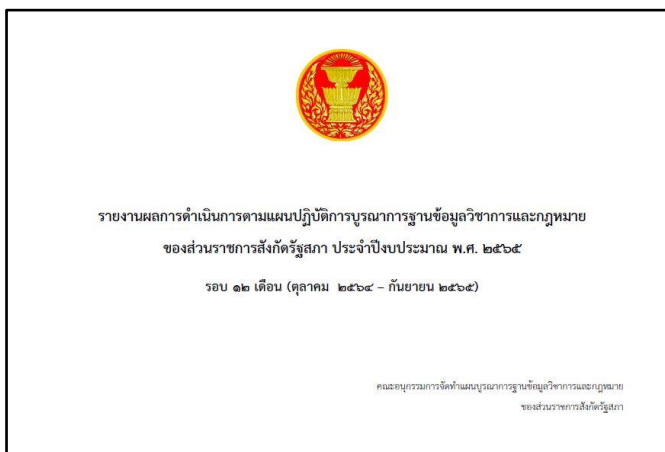 รายงานผลการดำเนินการตามแผนปฏิบัติการบูรณาการฐานข้อมูลวิชาการและกฎหมาย
ของส่วนราชการสังกัดรัฐสภา ประจำปีงบประมาณ พ.ศ. ๒๕๖๕
รอบ ๑๒ เดือน (ตุลาคม ๒๕๖๔ – กันยายน ๒๕๖๕)
คณะอนุกรรมการจัดทำแผนบูรณาการฐานข้อมูลวิชาการและกฎหมาย
ของส่วนราชการสังกัดรัฐสภา